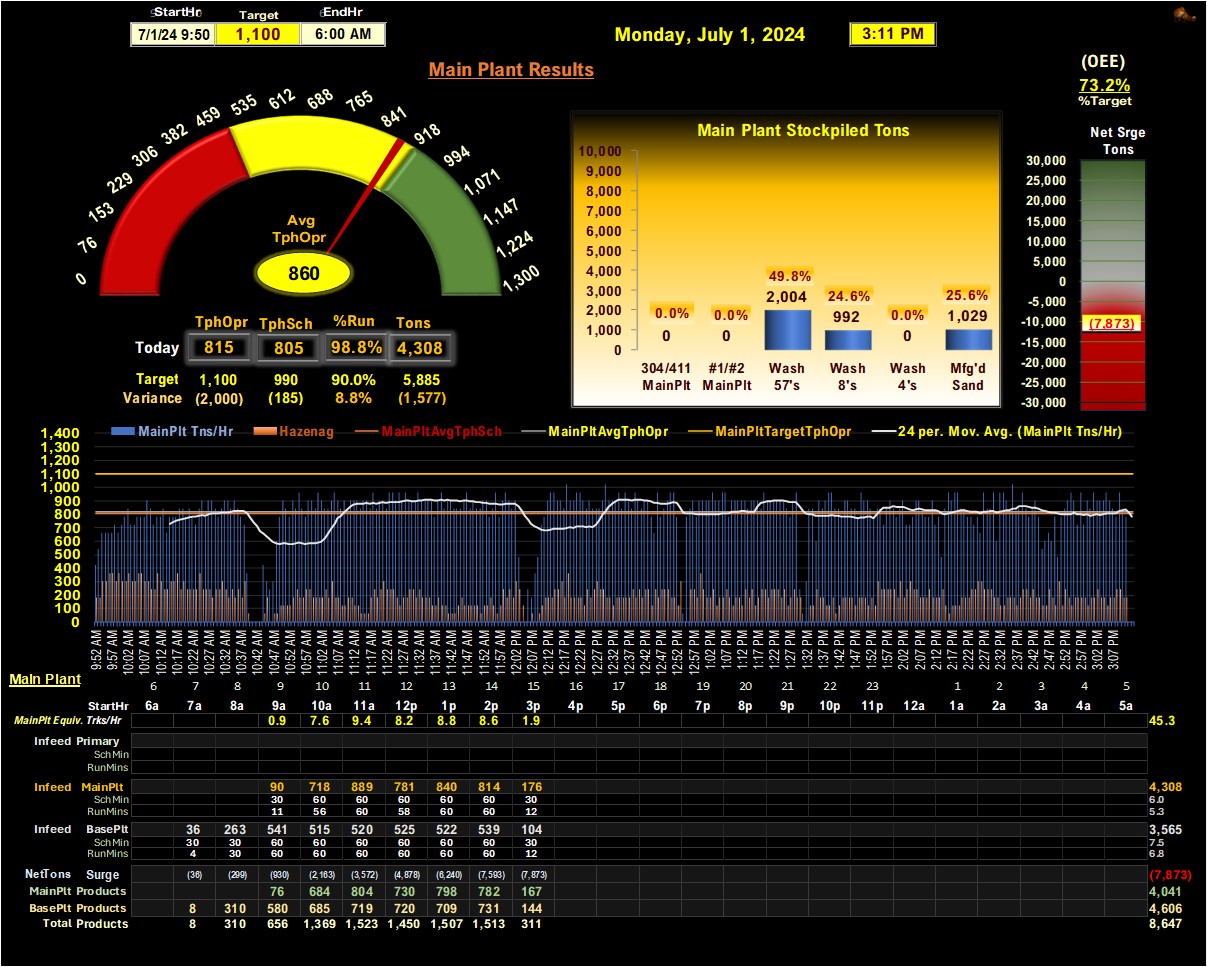 StartHr Target EndHr
7/1/24 9:50 1,100 6:00 AM
Monday, July 1, 2024 3:11 PM
Main Plant Results
(OEE)
73.2%
%Target
0 76 153 229 306 382 459 535 612 688 765 841 918 994 1,071 1,147 1,224 1,300
Avg
TphOpr
860
TphOpr TphSch %Run Tons
Today 815 805 98.8% 4,308
Target 1,100 990 90.0% 5,885
Variance (2,000) (185) 8.8% (1,577)
Main Plant Stockpiled Tons
10,000
9,000
8,000
7,000
6,000
5,000
4,000
3,000
2,000
1,000
0
0.0% 0.0% 49.8% 24.6% 0.0% 25.6%
0 0 2,004 992 0 1,029
304/411 #1/#2 Wash Wash Wash Mfg'd
MainPlt MainPlt 57's 8's 4's Sand
Net Srge
Tons
30,000
25,000
20,000
15,000
10,000
5,000
0
-5,000
-10,000
-15,000
-20,000
-25,000
-30,000
(7,873)
MainPlt Tns/Hr Hazenag MainPltAvgTphSch MainPltAvgTphOpr MainPltTargetTphOpr 24 per. Mov. Avg. (MainPlt Tns/Hr)
1,400
1,300
1,200
1,100
1,000
900
800
700
600
500
400
300
200
100
0
9:52 AM 9:57 AM 10:02 AM 10:07 AM 10:12 AM 10:17 AM 10:22 AM 10:27 AM 10:32 AM 10:37 AM 10:42 AM 10:47 AM 10:52 AM 10:57 AM 11:02 AM 11:07 AM 11:12 AM 11:17 AM 11:22 AM 11:27 AM 11:32 AM 11:37 AM 11:42 AM 11:47 AM 11:52 AM 11:57 AM 12:02 PM 12:07 PM 12:12 PM 12:17 PM 12:22 PM 12:27 PM 12:32 PM 12:37 PM 12:42 PM 12:47 PM 12:52 PM 12:57 PM 1:02 PM 1:07 PM 1:12 PM 1:17 PM 1:22 PM 1:27 PM 1:32 PM 1:37 PM 1:42 PM 1:47 PM 1:52 PM 1:57 PM 2:02 PM 2:07 PM 2:12 PM 2:17 PM 2:22 PM 2:27 PM 2:32 PM 2:37 PM 2:42 PM 2:47 PM 2:52 PM 2:57 PM 3:02 PM 3:07 PM
Main Plant
6 7 8 9 10 11 12 13 14 15 16 17 18 19 20 21 22 23 1 2 3 4 5
StartHr 6a 7a 8a 9a 10a 11a 12p 1p 2p 3p 4p 5p 6p 7p 8p 9p 10p 11p 12a 1a 2a 3a 4a 5a
MainPlt Equiv. Trks/Hr 0.9 7.6 9.4 8.2 8.8 8.6 1.9 45.3
Infeed Primary
SchMin
RunMins
Infeed MainPlt 90 718 889 781 840 814 176 4,308
SchMin 30 60 60 60 60 60 30 6.0
RunMins 11 56 60 58 60 60 12 5.3
Infeed BasePlt 36 263 541 515 520 525 522 539 104 3,565
SchMin 30 30 60 60 60 60 60 60 30 7.5
RunMins 4 30 60 60 60 60 60 60 12 6.8
NetTons Surge (36) (299) (930) (2,163) (3,572) (4,878) (6,240) (7,593) (7,873) (7,873)
MainPlt Products 76 684 804 730 798 782 167 4,041
BasePlt Products 8 310 580 685 719 720 709 731 144 4,606
Total Products 8 310 656 1,369 1,523 1,450 1,507 1,513 311 8,647